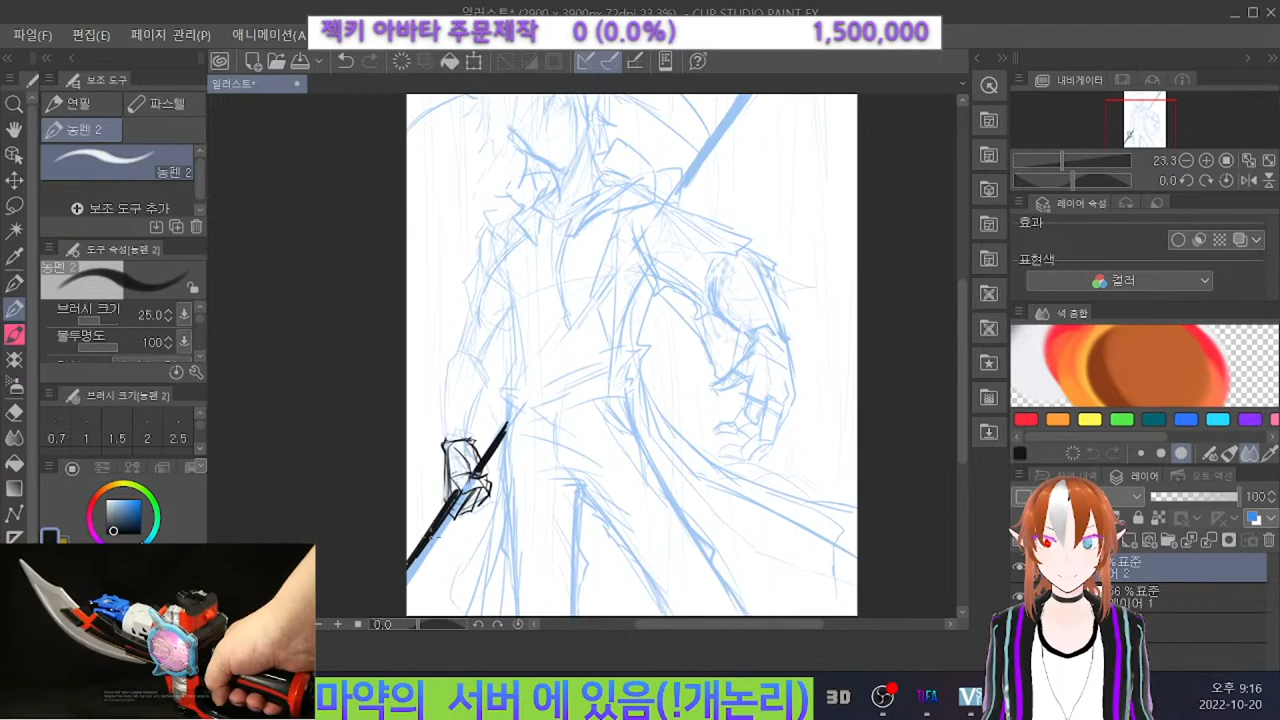 젝키 아바타 주문제작 0 (0.0%) 1,500,000
파일(F) 편집(E) 페이지 관리(P) 애니메이션(A
일러스트*
보조 도구
연필 파스텔
농펜 2
농펜 2
보조 도구 추가
도구 속성(농펜 2)
농펜 2
브러시 크기 25.0
불투명도 100
브러시 크기(농펜 2)
0.7 1 1.5 2 2.5
내비게이터
23.3
0.0
레이어 속성
효과
표현색
컬러
색 혼합
레이어
100
표준
어 2
표준
이어 1
0.0
마약의 서버 에 있음(!개논리)
3D
오후 1:16
2022-10-20